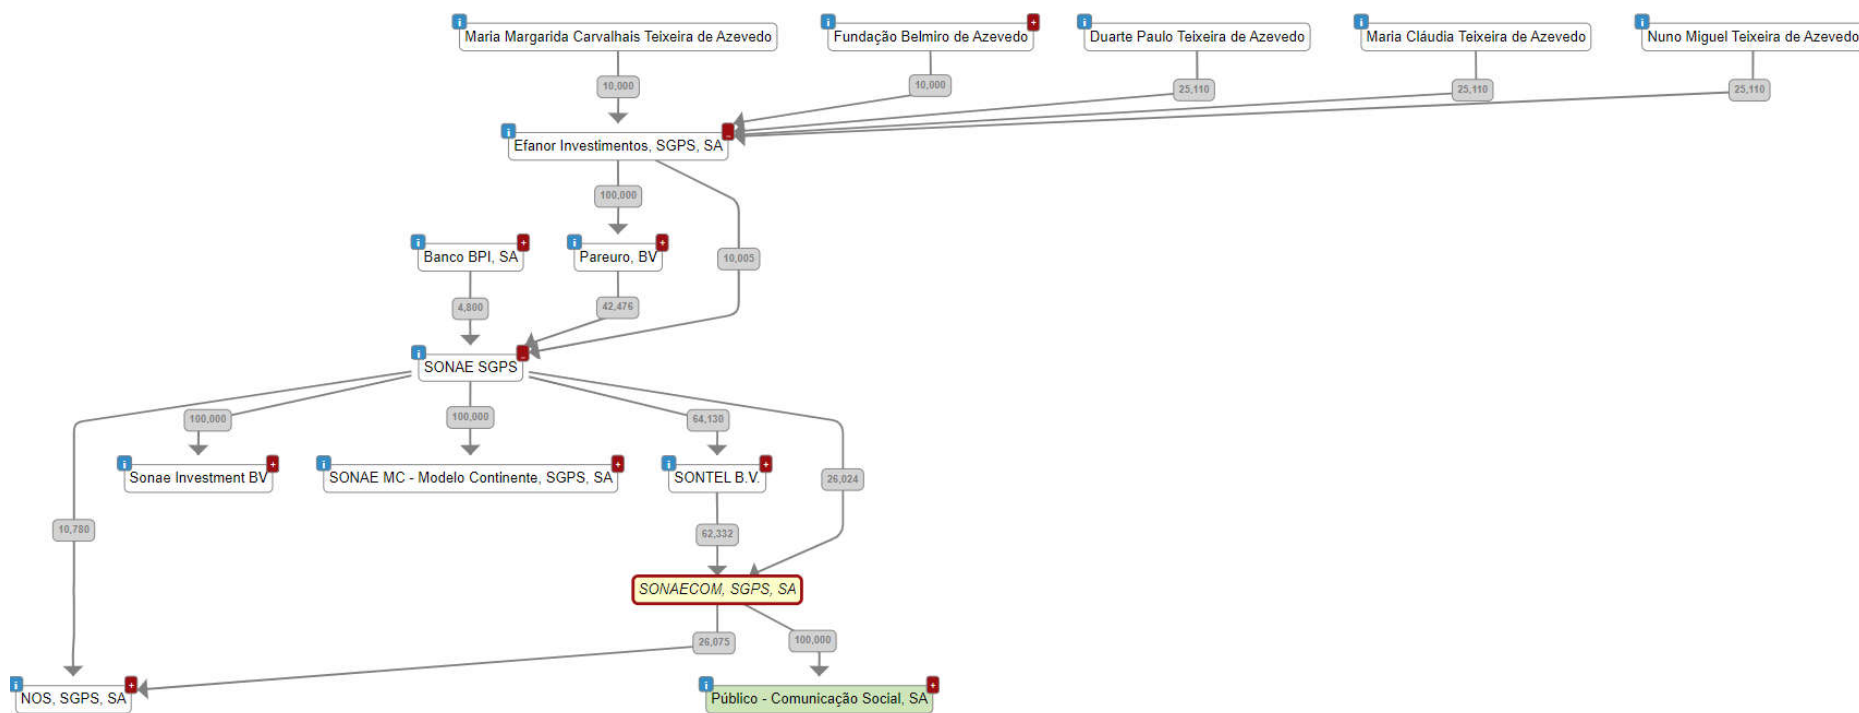 Maria Margarida Carvalhais Teixeira de Azevedo
Fundação Belmiro de Azevedo
Duarte Paulo Teixeira de Azevedo
Maria Cláudia Teixeira de Azevedo
Nuno Miguel Teixeira de Azevedo
10,000
10,000
25,110
25,110
25,110
Efanor Investimentos, SGPS, SA
100,000
Banco BPI, SA
Pareuro, BV
10,005
4,800
42,476
SONAE SGPS
100,000
100,000
64,130
Sonae Investment BV
SONAE MC - Modelo Continente, SGPS, SA
SONTEL B.V.
26,024
10,780
62,332
SONAECOM, SGPS, SA
26,075
100,000
NOS, SGPS, SA
Público - Comunicação Social, SA